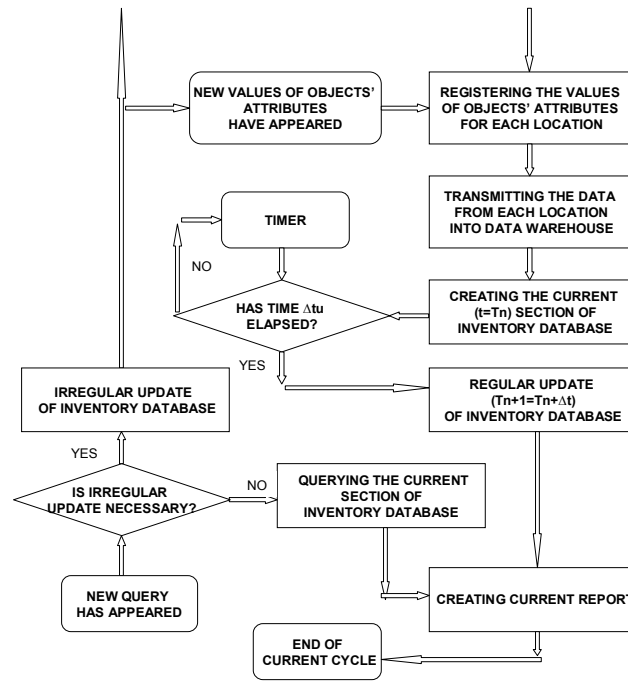 NEW VALUES OF OBJECTS'
ATTRIBUTES
HAVE APPEARED
REGISTERING THE VALUES
OF OBJECTS' ATTRIBUTES
FOR EACH LOCATION
TRANSMITTING THE DATA
FROM EACH LOCATION
INTO DATA WAREHOUSE
TIMER
NO
HAS TIME Δtu
ELAPSED?
CREATING THE CURRENT
(t=Tn) SECTION OF
INVENTORY DATABASE
YES
IRREGULAR UPDATE
OF INVENTORY DATABASE
REGULAR UPDATE
(Tn+1=Tn+Δt)
OF INVENTORY DATABASE
YES
IS IRREGULAR
UPDATE NECESSARY?
NO
QUERYING THE CURRENT
SECTION OF
INVENTORY DATABASE
NEW QUERY
HAS APPEARED
CREATING CURRENT REPORT
END OF
CURRENT CYCLE